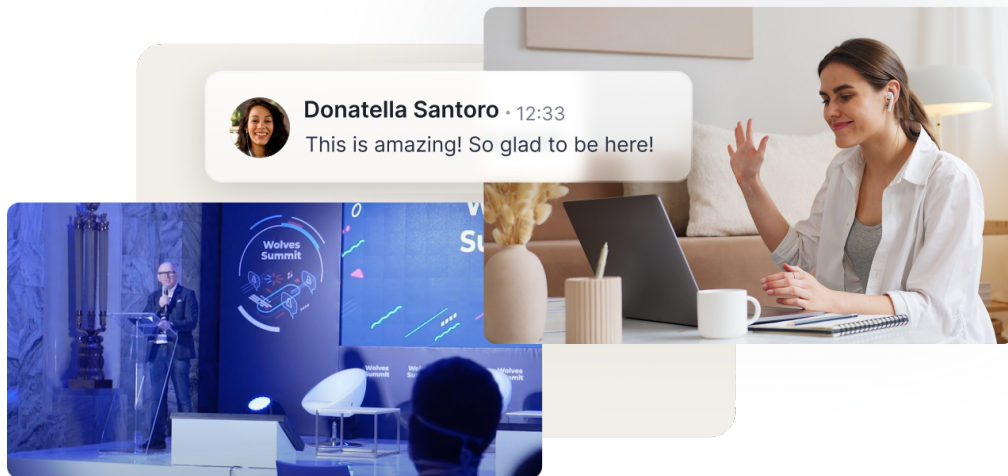 Donatella Santoro · 12:33
This is amazing! So glad to be here!
Wolves
Summit
Wolves
Summit